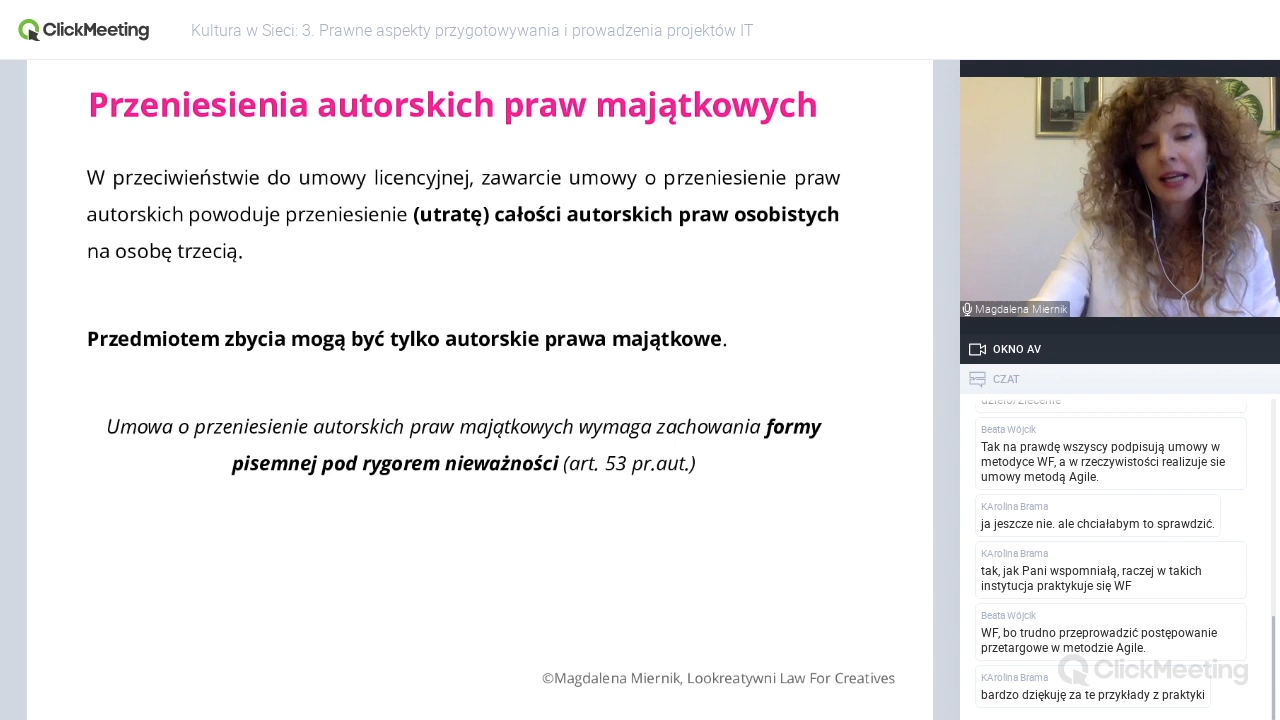 ClickMeeting
Kultura w Sieci: 3. Prawne aspekty przygotowywania i prowadzenia projektów IT
Przeniesienia autorskich praw majątkowych
W przeciwieństwie do umowy licencyjnej, zawarcie umowy o przeniesienie praw
autorskich powoduje przeniesienie (utratę) całości autorskich praw osobistych
na osobę trzecią.
Przedmiotem zbycia mogą być tylko autorskie prawa majątkowe.
Umowa o przeniesienie autorskich praw majątkowych wymaga zachowania formy
pisemnej pod rygorem nieważności (art. 53 pr.aut.)
©Magdalena Miernik, Lookreatywni Law For Creatives
Magdalena Miernik
OKNO AV
CZAT
dzieło/zlecenie
Beata Wójcik
Tak na prawdę wszyscy podpisują umowy w
metodyce WF, a w rzeczywistości realizuje sie
umowy metodą Agile.
KArolina Brama
ja jeszcze nie. ale chciałabym to sprawdzić.
KArolina Brama
tak, jak Pani wspomniałą, raczej w takich
instytucja praktykuje się WF
Beata Wójcik
WF, bo trudno przeprowadzić postępowanie
przetargowe w metodzie Agile.
KArolina Brama
bardzo dziękuję za te przykłady z praktyki
ClickMeeting